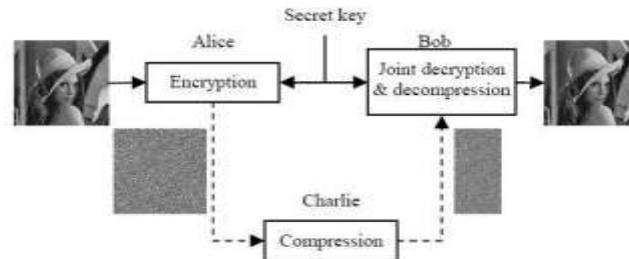 Secret key
Alice
Bob
Encryption
Joint decryption
& decompression
Charlie
Compression